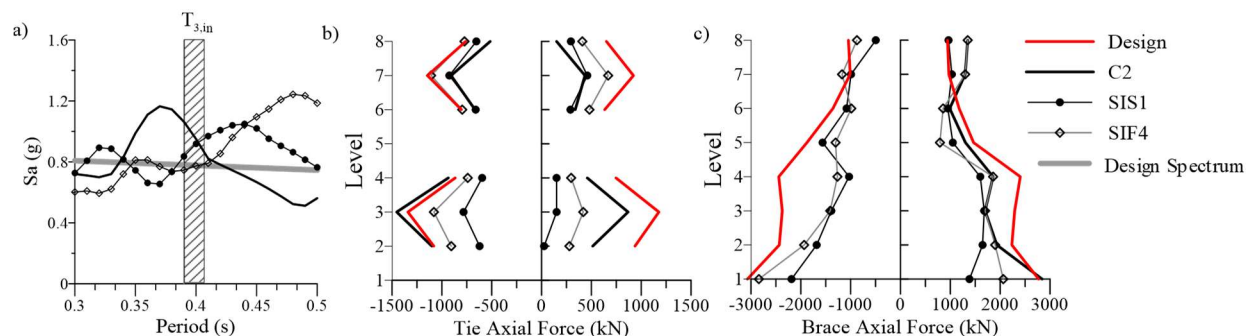 a)
T3,in
1.6
1.2
0.8
0.4
0
Sa (g)
0.3
0.35
0.4
0.45
0.5
Period (s)
b)
8
7
6
5
4
3
2
1
Level
-1500
-1000
-500
0
500
1000
1500
Tie Axial Force (kN)
c)
8
7
6
5
4
3
2
1
Level
-3000
-2000
-1000
0
1000
2000
3000
Brace Axial Force (kN)
Design
C2
SIS1
SIF4
Design Spectrum